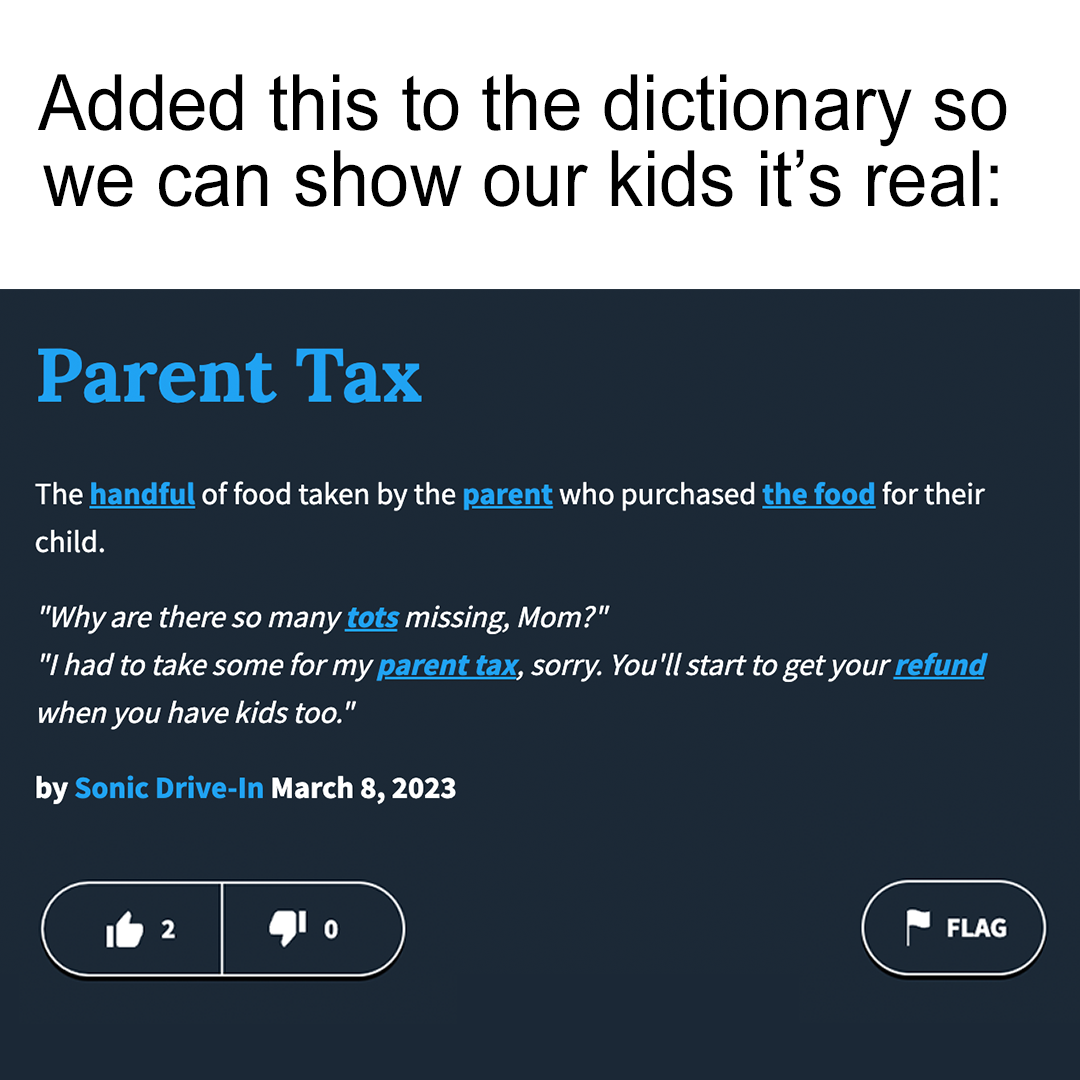 Added this to the dictionary so
we can show our kids it’s real:
Parent Tax
The handful of food taken by the parent who purchased the food for their
child.
"Why are there so many tots missing, Mom?"
"I had to take some for my parent tax, sorry. You'll start to get your refund
when you have kids too."
by Sonic Drive-In March 8, 2023
2 0 FLAG